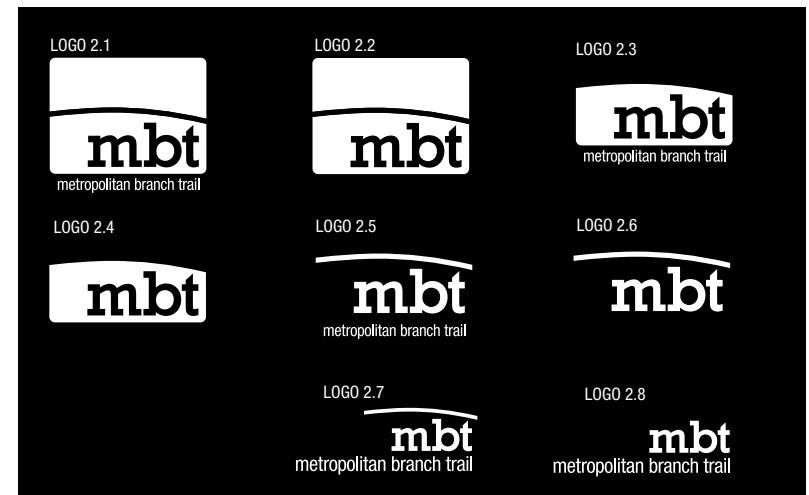 LOGO 2.1
mbt
metropolitan branch trail
LOGO 2.2
mbt
LOGO 2.3
mbt
metropolitan branch trail
LOGO 2.4
mbt
LOGO 2.5
mbt
metropolitan branch trail
LOGO 2.6
mbt
LOGO 2.7
mbt
metropolitan branch trail
LOGO 2.8
mbt
metropolitan branch trail